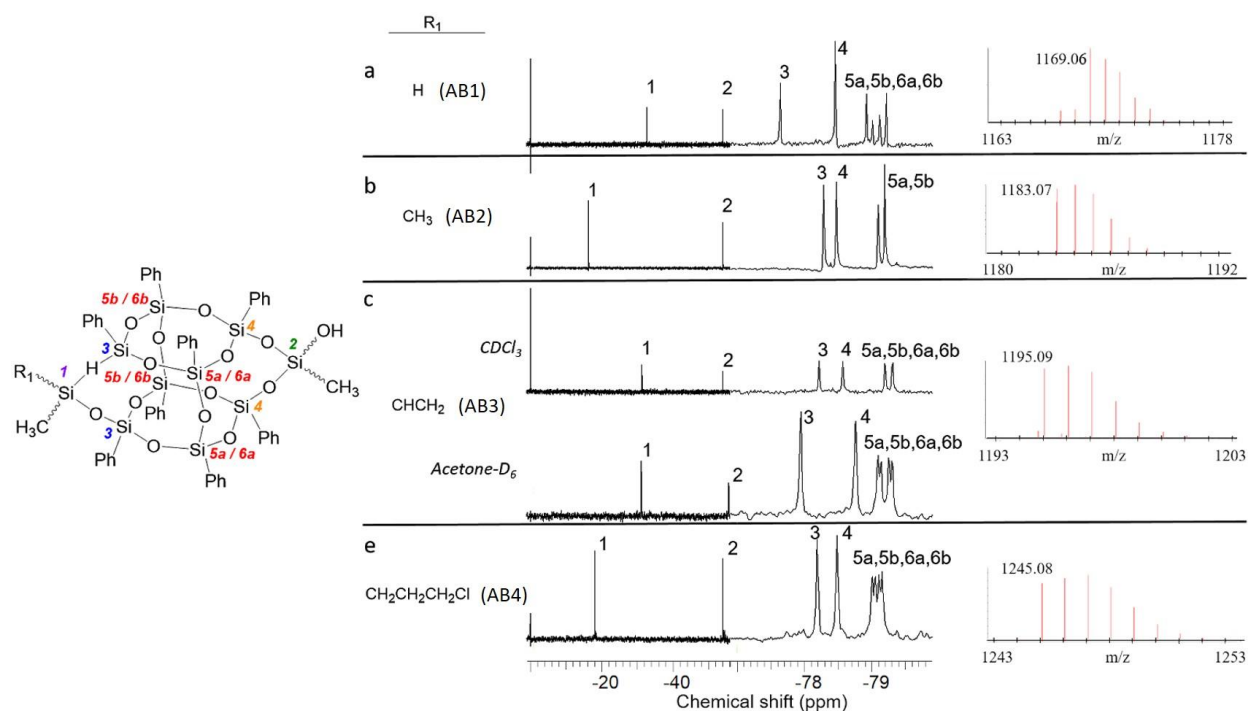 R1
a
H (AB1)
1
2
3
4
5a,5b,6a,6b
1169.06
1163
m/z
1178
b
CH3 (AB2)
1
2
3
4
5a,5b
1183.07
1180
m/z
1192
c
CDCl3
1
2
3
4
5a,5b,6a,6b
CHCH2 (AB3)
Acetone-D6
1
2
3
4
5a,5b,6a,6b
1195.09
1193
m/z
1203
e
CH2CH2CH2Cl (AB4)
1
2
3
4
5a,5b,6a,6b
1245.08
1243
m/z
1253
-20
-40
-78
-79
Chemical shift (ppm)
Ph
5b / 6b
Si
O
Ph
Ph
O
Si
4
O
OH
Ph
O
Si
2
3
Si
O
Si
5a / 6a
CH3
R1
1
H
5b / 6b
Si
O
Si
4
O
Si
O
Ph
O
O
H3C
3
Si
O
Si
O
Ph
Ph
5a / 6a
Ph